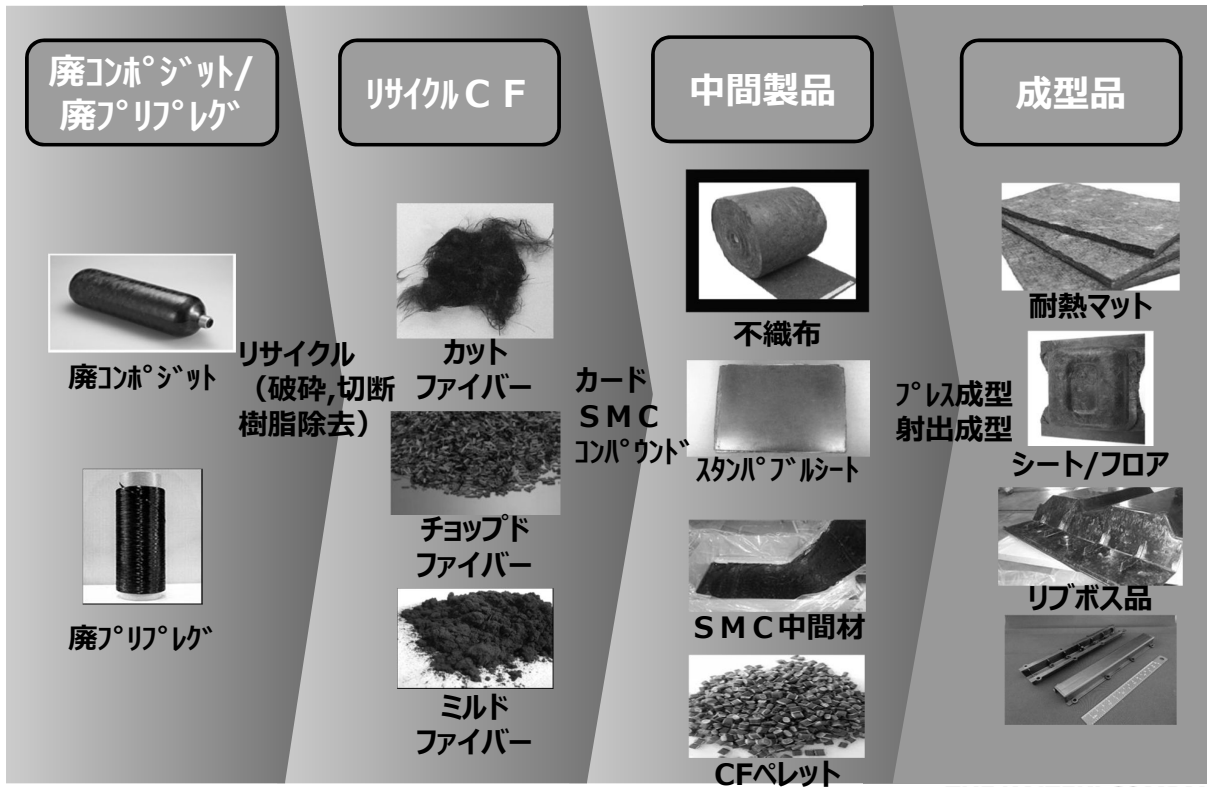 廃コンポジット/
廃プリプレグ
リサイクルCF
中間製品
成型品
廃コンポジット
廃プリプレグ
リサイクル
(破砕,切断
樹脂除去)
カット
ファイバー
チョップド
ファイバー
ミルド
ファイバー
カード
SMC
コンパウンド
不織布
スタンパブルシート
SMC中間材
CFペレット
プレス成型
射出成型
耐熱マット
シート/フロア
リブボス品